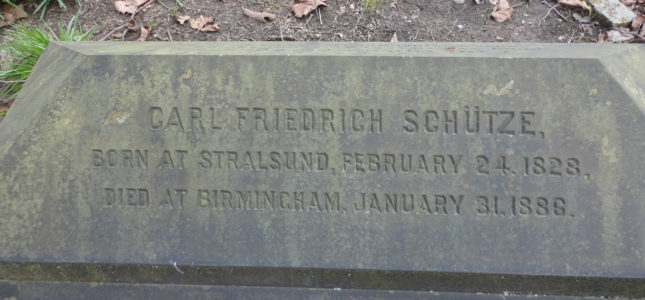 CARL FRIEDRICH SCHÜTZE,
BORN AT STRALSUND, FEBRUARY 24, 1828,
DIED AT BIRMINGHAM, JANUARY 31, 1886.